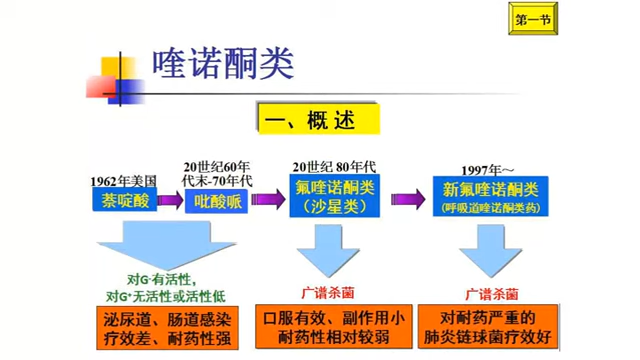 第一节
喹诺酮类
一、概 述
1962年美国
萘啶酸
20世纪60年
代末-70年代
吡酸哌
20世纪 80年代
氟喹诺酮类
（沙星类）
1997年～
新氟喹诺酮类
(呼吸道喹诺酮类药)
对G-有活性，
对G+无活性或活性低
泌尿道、肠道感染
疗效差、耐药性强
广谱杀菌
口服有效、副作用小
耐药性相对较弱
广谱杀菌
对耐药严重的
肺炎链球菌疗效好